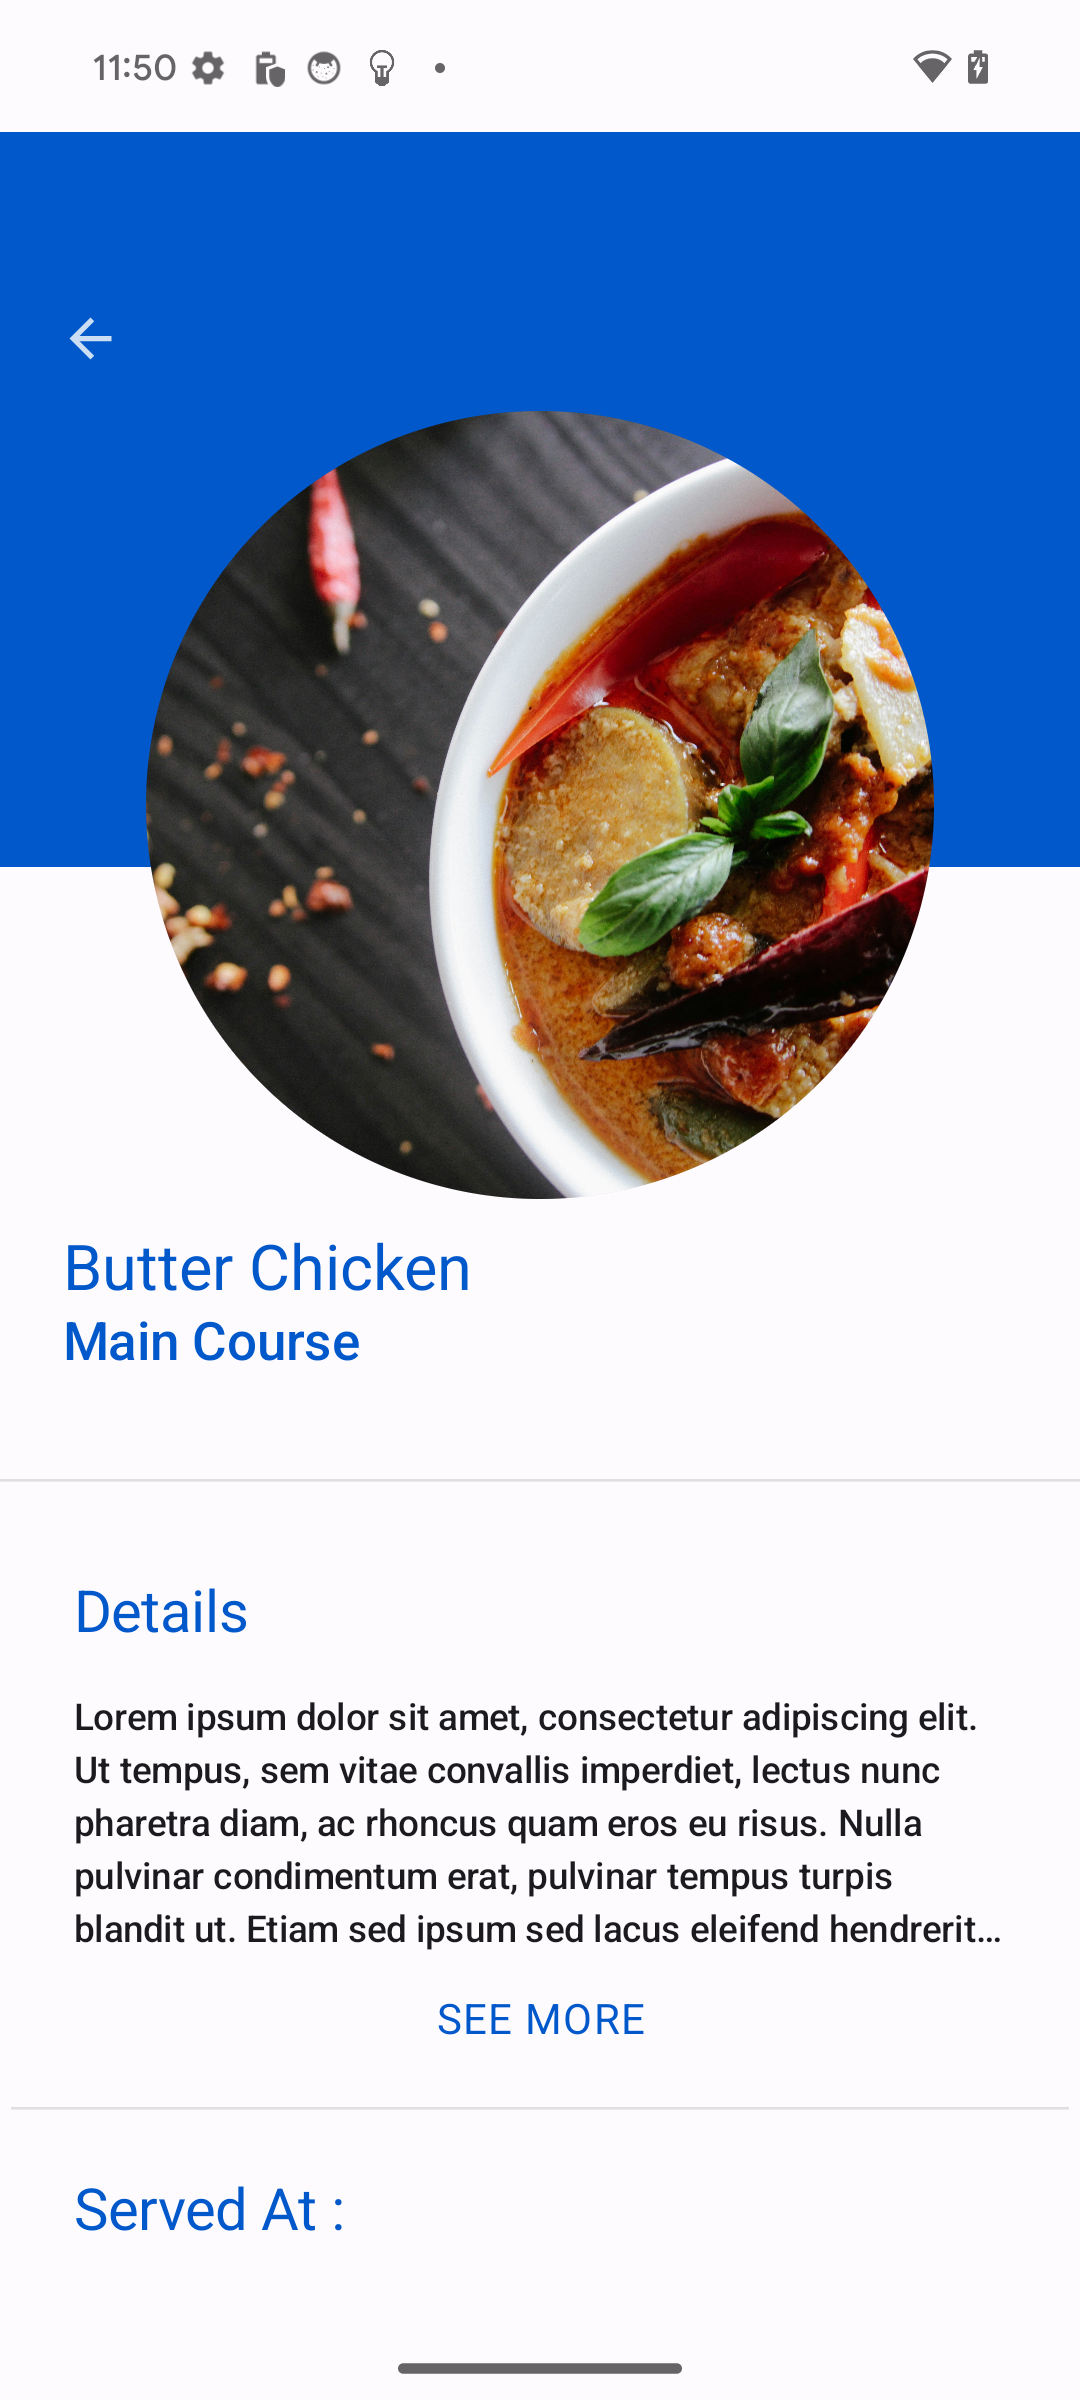 11:50
Butter Chicken
Main Course
Details
Lorem ipsum dolor sit amet, consectetur adipiscing elit.
Ut tempus, sem vitae convallis imperdiet, lectus nunc
pharetra diam, ac rhoncus quam eros eu risus. Nulla
pulvinar condimentum erat, pulvinar tempus turpis
blandit ut. Etiam sed ipsum sed lacus eleifend hendrerit…
SEE MORE
Served At :